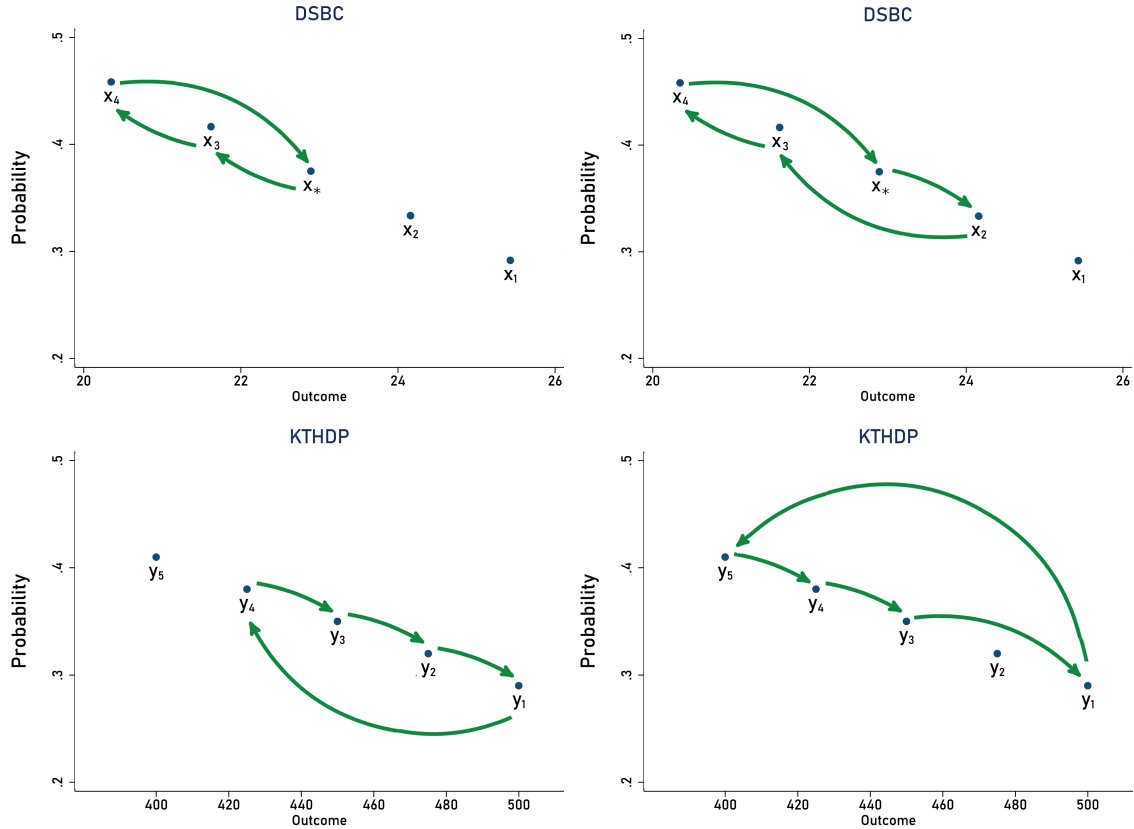 DSBC
Probability
.5
.4
.3
.2
x₄
x₃
x*
x₂
x₁
20
22
24
26
Outcome
DSBC
Probability
.5
.4
.3
.2
x₄
x₃
x*
x₂
x₁
20
22
24
26
Outcome
KTHDP
Probability
.5
.4
.3
.2
y₅
y₄
y₃
y₂
y₁
400
420
440
460
480
500
Outcome
KTHDP
Probability
.5
.4
.3
.2
y₅
y₄
y₃
y₂
y₁
400
420
440
460
480
500
Outcome